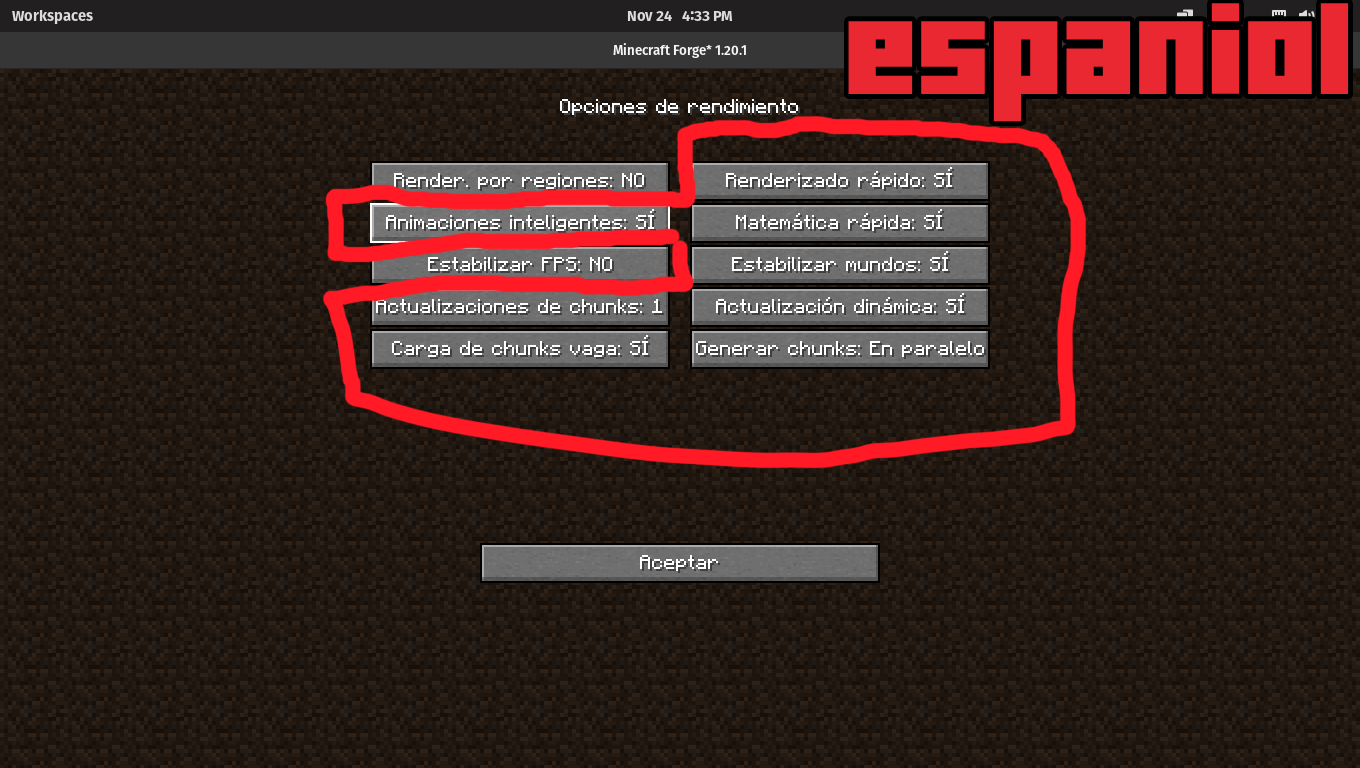 Workspaces
Nov 24 4:33 PM
Minecraft Forge* 1.20.1
espaniol
Opciones de rendimiento
Render. por regiones: NO
Renderizado rápido: SÍ
Animaciones inteligentes: SÍ
Matemática rápida: SÍ
Estabilizar FPS: NO
Estabilizar mundos: SÍ
Actualizaciones de chunks: 1
Actualización dinámica: SÍ
Carga de chunks vaga: SÍ
Generar chunks: En paralelo
Aceptar